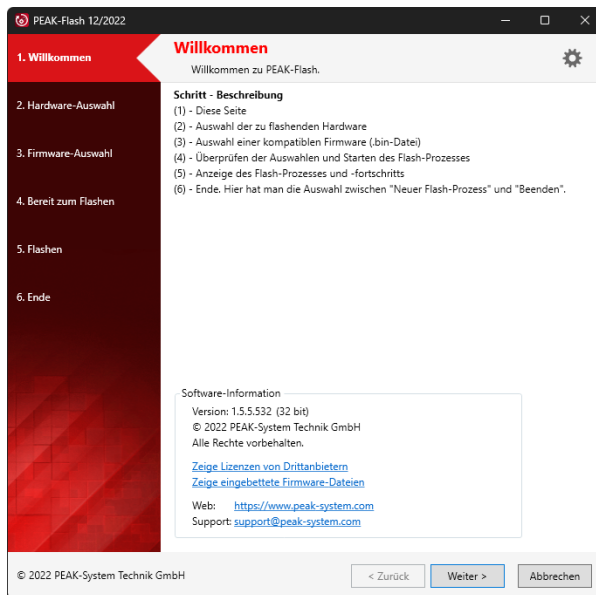 PEAK-Flash 12/2022
1. Willkommen
2. Hardware-Auswahl
3. Firmware-Auswahl
4. Bereit zum Flashen
5. Flashen
6. Ende
Willkommen
Willkommen zu PEAK-Flash.
Schritt - Beschreibung
(1) - Diese Seite
(2) - Auswahl der zu flashenden Hardware
(3) - Auswahl einer kompatiblen Firmware (.bin-Datei)
(4) - Überprüfen der Auswahlen und Starten des Flash-Prozesses
(5) - Anzeige des Flash-Prozesses und -fortschritts
(6) - Ende. Hier hat man die Auswahl zwischen "Neuer Flash-Prozess" und "Beenden".
Software-Information
Version: 1.5.5.532 (32 bit)
© 2022 PEAK-System Technik GmbH
Alle Rechte vorbehalten.
Zeige Lizenzen von Drittanbietern
Zeige eingebettete Firmware-Dateien
Web: https://www.peak-system.com
Support: support@peak-system.com
© 2022 PEAK-System Technik GmbH
< Zurück
Weiter >
Abbrechen